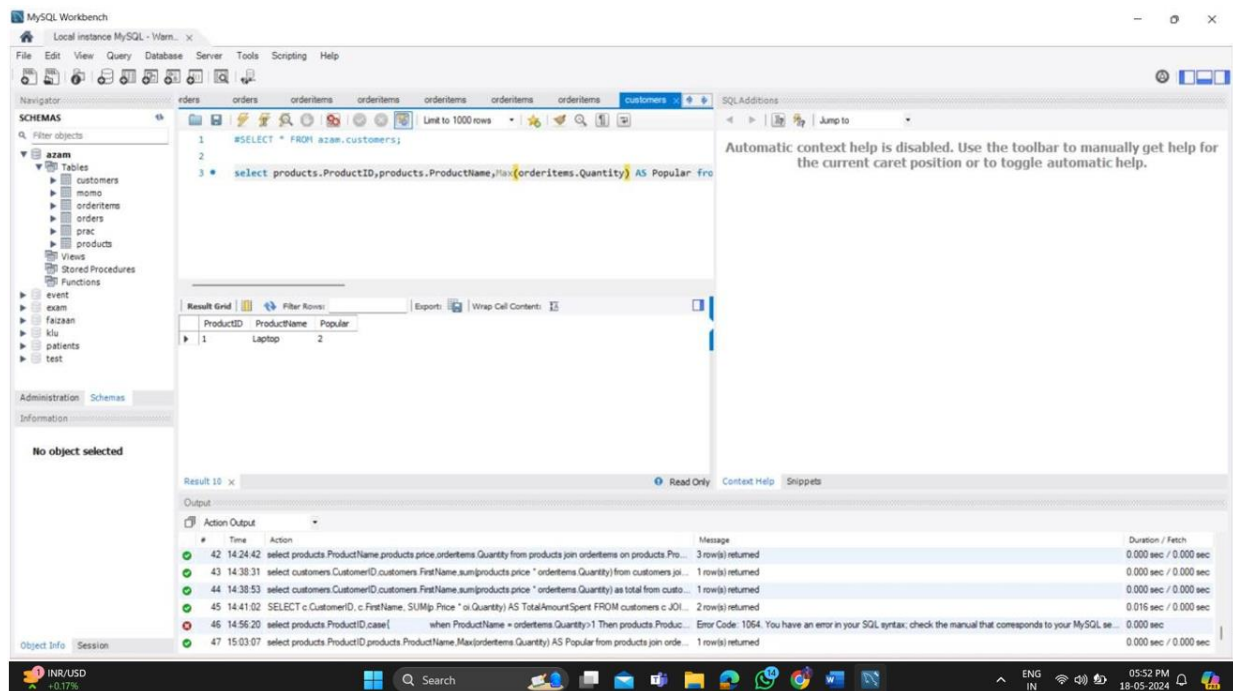 MySQL Workbench
Local instance MySQL - Warn... ×
File Edit View Query Database Server Tools Scripting Help
Navigator
SCHEMAS
Filter objects
azam
Tables
customers
momo
orderitems
orders
prac
products
Views
Stored Procedures
Functions
event
exam
faizaan
klu
patients
test
Administration Schemas
Information
No object selected
Object Info Session
rders orders orderitems orderitems orderitems orderitems orderitems customers ×
Limit to 1000 rows
1 #SELECT * FROM azam.customers;
2
3 select products.ProductID,products.ProductName,Max(orderitems.Quantity) AS Popular fro
Result Grid Filter Rows: Export: Wrap Cell Content:
ProductID ProductName Popular
1 Laptop 2
Result 10 × Read Only
SQLAdditions
Jump to
Automatic context help is disabled. Use the toolbar to manually get help for
the current caret position or to toggle automatic help.
Context Help Snippets
Output
Action Output
# Time Action Message Duration / Fetch
42 14:24:42 select products.ProductName,products.price,orderitems.Quantity from products join orderitems on products.Pro... 3 row(s) returned 0.000 sec / 0.000 sec
43 14:38:31 select customers.CustomerID,customers.FirstName,sum(products.price * orderitems.Quantity) from customers joi... 1 row(s) returned 0.000 sec / 0.000 sec
44 14:38:53 select customers.CustomerID,customers.FirstName,sum(products.price * orderitems.Quantity) as total from custo... 1 row(s) returned 0.000 sec / 0.000 sec
45 14:41:02 SELECT c.CustomerID, c.FirstName, SUM(p.Price * oi.Quantity) AS TotalAmountSpent FROM customers c JOI... 2 row(s) returned 0.016 sec / 0.000 sec
46 14:56:20 select products.ProductID,case( when ProductName = orderitems.Quantity>1 Then products.Produc... Error Code: 1064. You have an error in your SQL syntax; check the manual that corresponds to your MySQL se... 0.000 sec
47 15:03:07 select products.ProductID,products.ProductName,Max(orderitems.Quantity) AS Popular from products join orde... 1 row(s) returned 0.000 sec / 0.000 sec
INR/USD
+0.17%
Search
ENG
IN
05:52 PM
18-05-2024